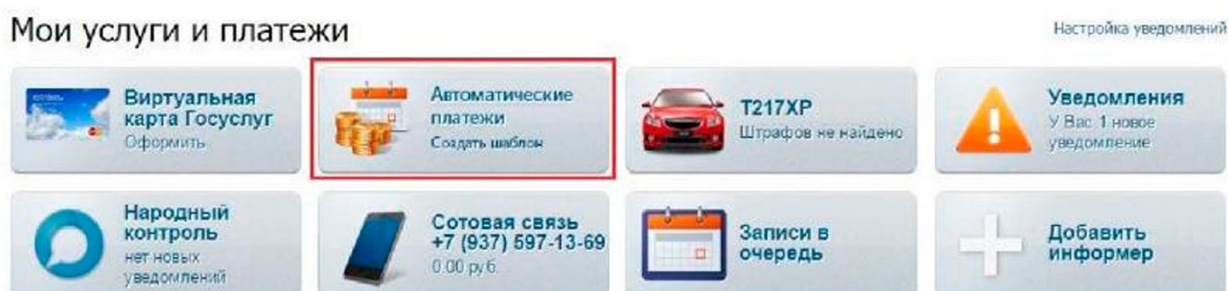 Мои услуги и платежи
Настройка уведомлений
Виртуальная
карта Госуслуг
Оформить
Автоматические
платежи
Создать шаблон
Т217ХР
Штрафов не найдено
Уведомления
У Вас 1 новое
уведомление
Народный
контроль
нет новых
уведомлений
Сотовая связь
+7 (937) 597-13-69
0.00 руб.
Записи в
очередь
Добавить
информер